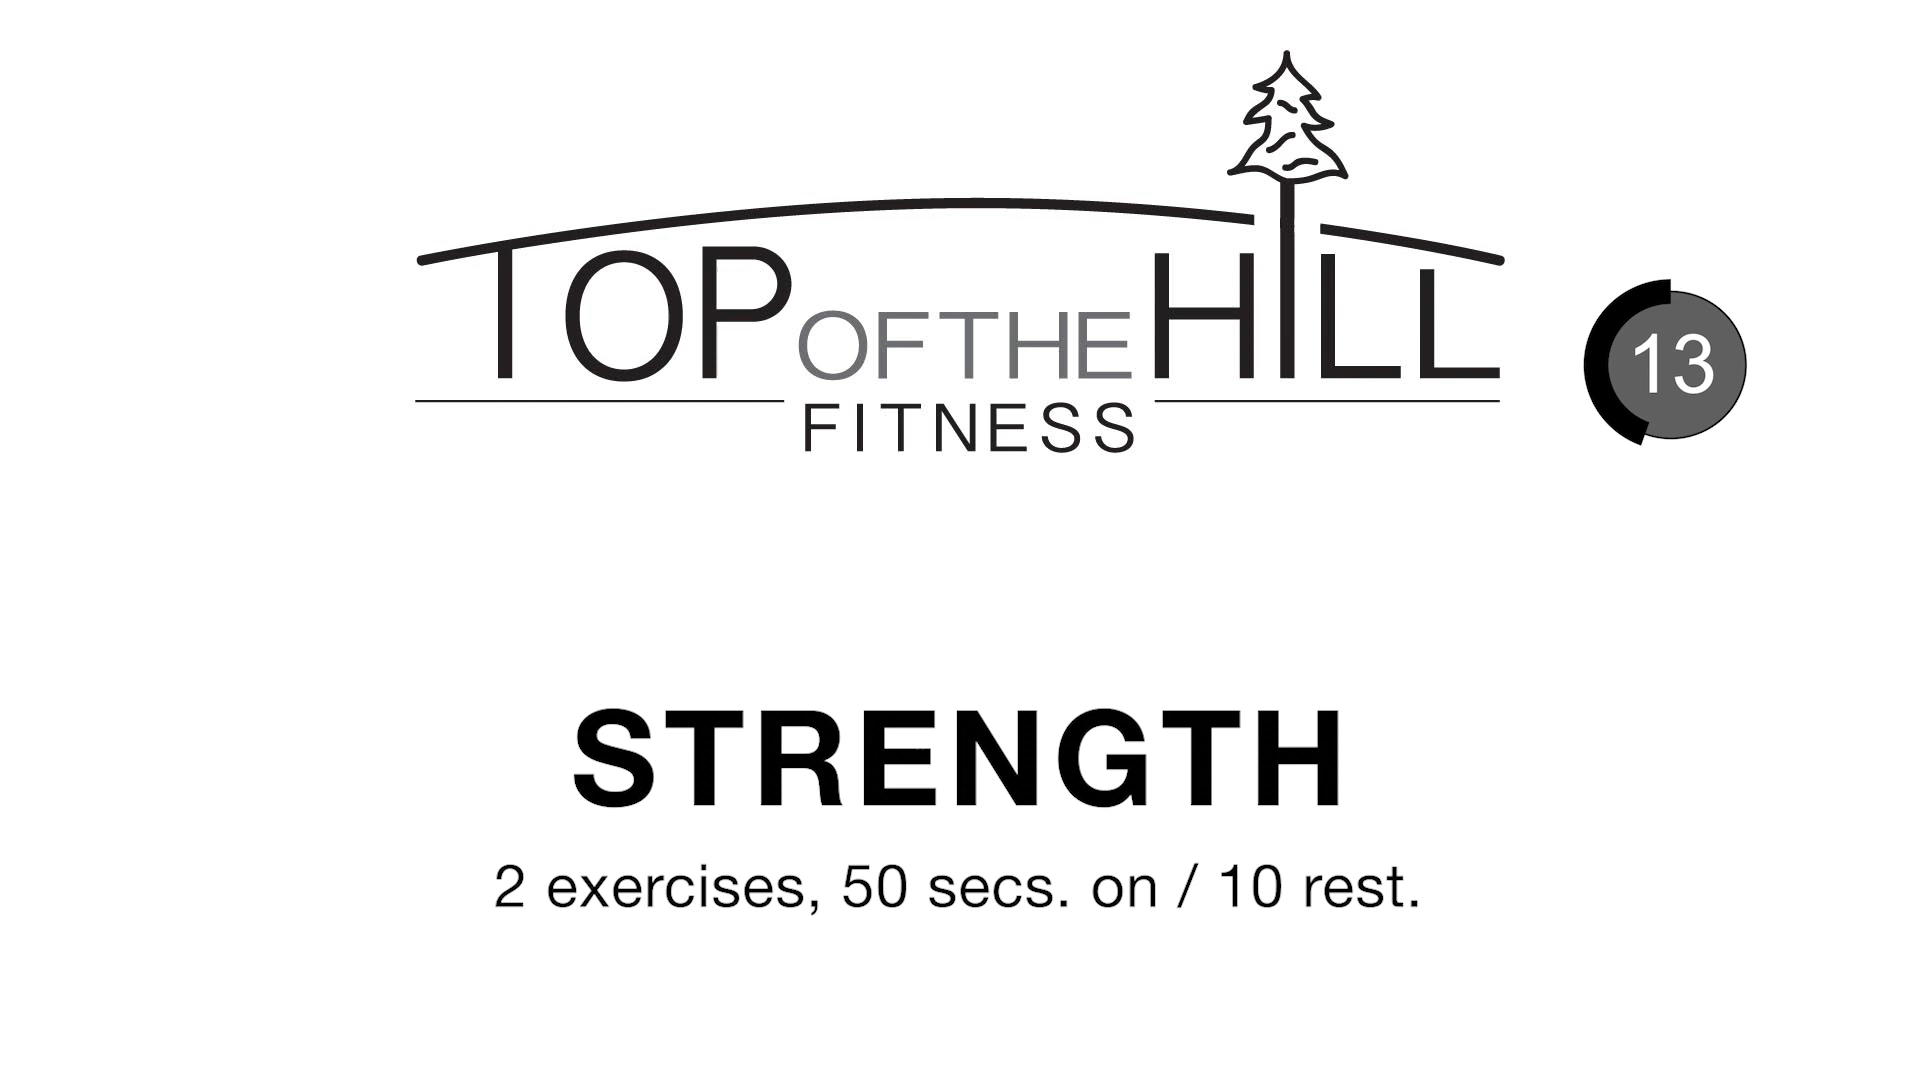 TOP OF THE HILL
FITNESS
13
STRENGTH
2 exercises, 50 secs. on / 10 rest.